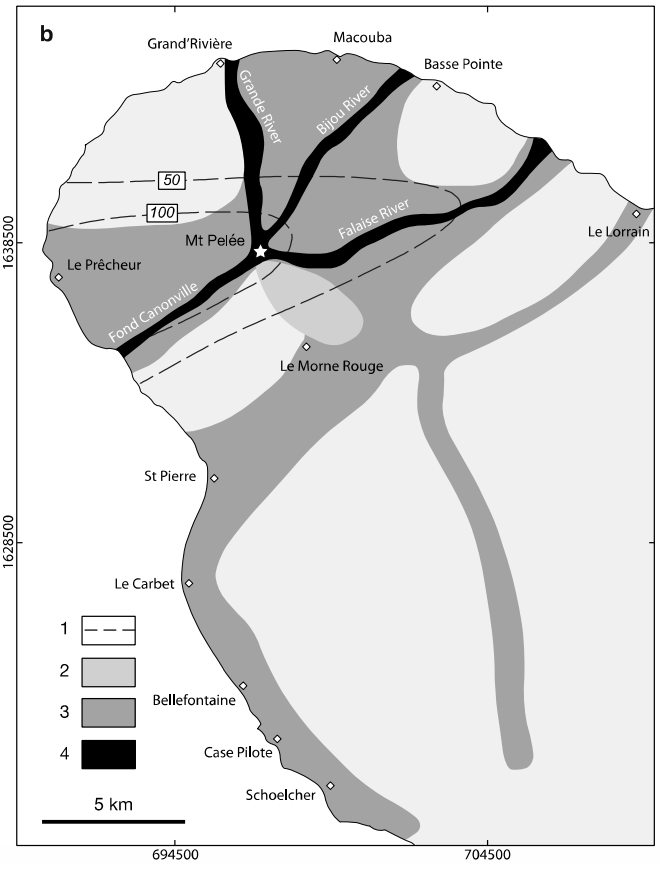 b
Grand'Rivière
Macouba
Basse Pointe
Grande River
Bijou River
50
100
Falaise River
Mt Pelée
Le Lorrain
1638500
Le Prêcheur
Fond Canonville
Le Morne Rouge
St Pierre
1628500
Le Carbet
1
2
3
4
Bellefontaine
Case Pilote
Schoelcher
5 km
694500
704500